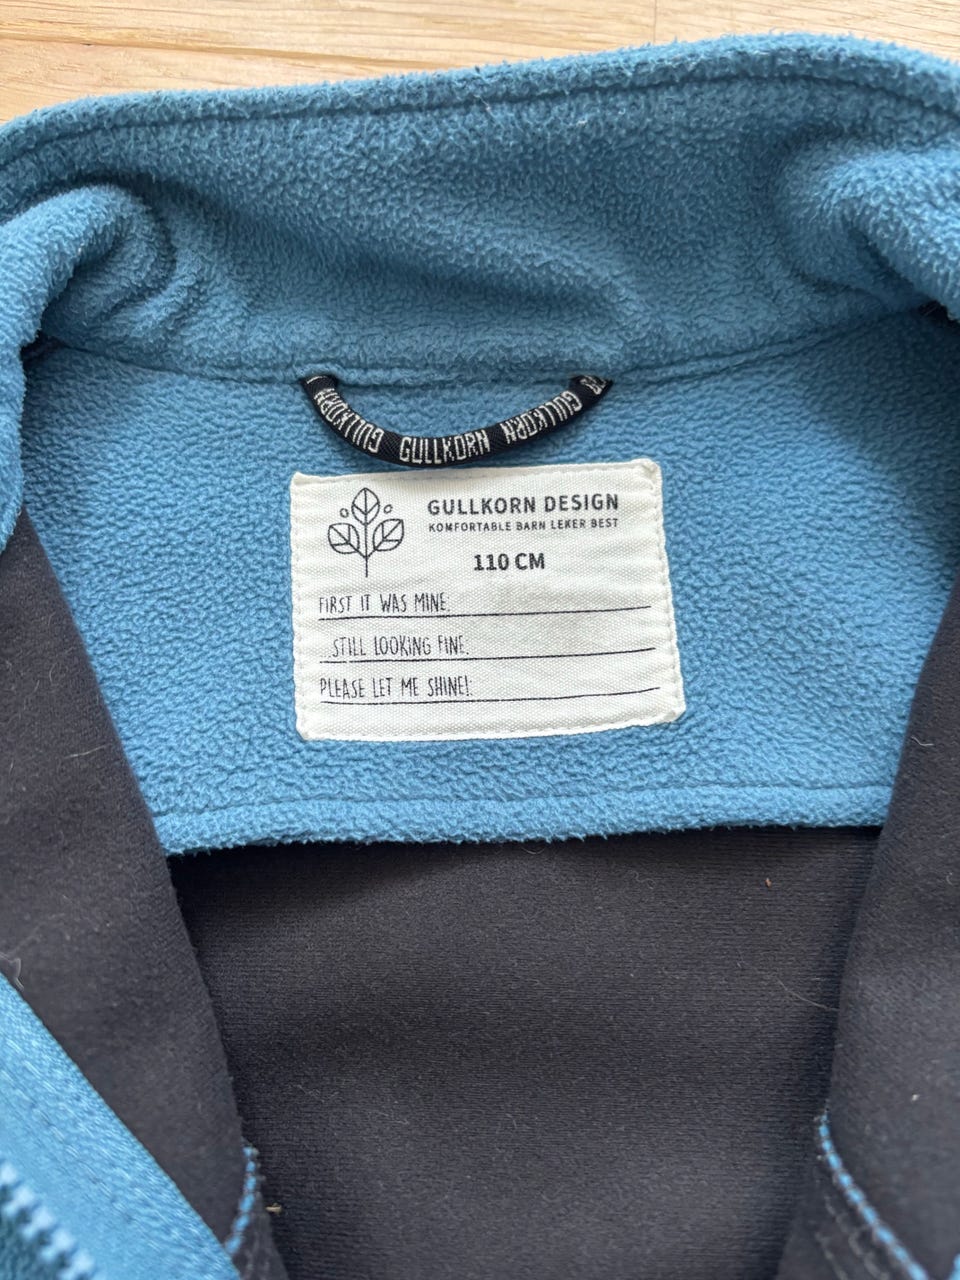 GULLKORN GULLKORN GULLKORN
GULLKORN DESIGN
KOMFORTABLE BARN LEKER BEST
110 CM
FIRST IT WAS MINE:
...STILL LOOKING FINE:
PLEASE LET ME SHINE!: